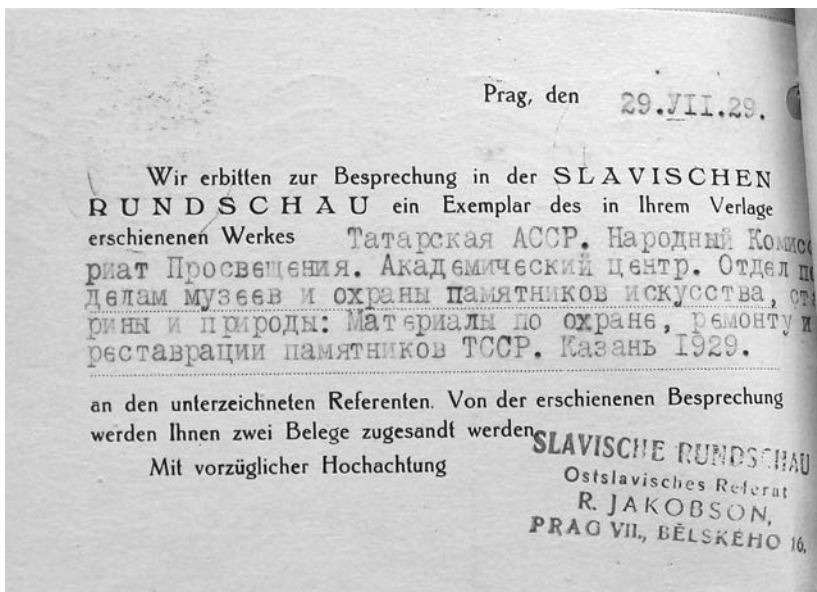 Prag, den 29.VII.29.
Wir erbitten zur Besprechung in der SLAVISCHEN
RUNDSCHAU ein Exemplar des in Ihrem Verlage
erschienenen Werkes Татарская АССР. Народный Комисс
риат Просвещения. Академический центр. Отдел по
делам музеев и охраны памятников искусства, ста
рины и природы: Материалы по охране, ремонту и
реставрации памятников ТССР. Казань 1929.
an den unterzeichneten Referenten. Von der erschienenen Besprechung
werden Ihnen zwei Belege zugesandt werden.
Mit vorzüglicher Hochachtung
SLAVISCHE RUNDSCHAU
Ostslavisches Referat
R. JAKOBSON,
PRAG VII., BĚLSKÉHO 16.